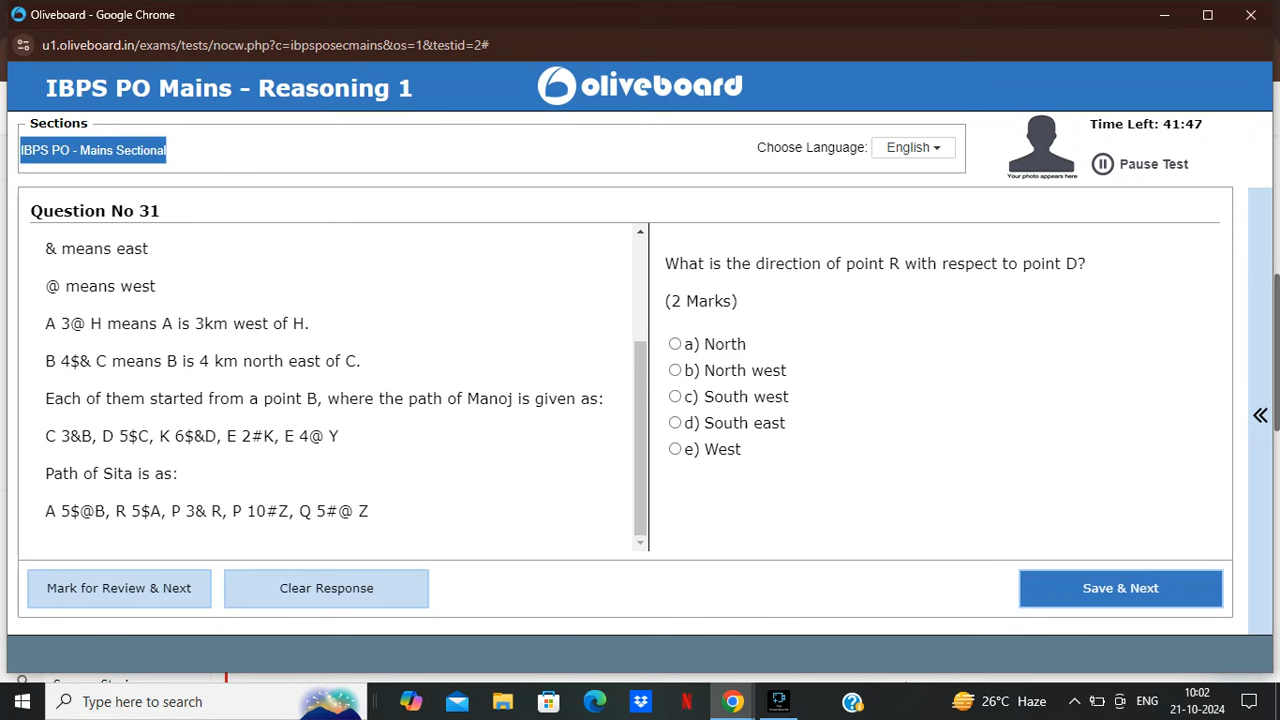 Oliveboard - Google Chrome
u1.oliveboard.in/exams/tests/nocw.php?c=ibpsposecmains&os=1&testid=2#
IBPS PO Mains - Reasoning 1
oliveboard
Sections
IBPS PO - Mains Sectional
Choose Language: English
Your photo appears here
Time Left: 41:47
Pause Test
Question No 31
& means east
@ means west
A 3@ H means A is 3km west of H.
B 4$& C means B is 4 km north east of C.
Each of them started from a point B, where the path of Manoj is given as:
C 3&B, D 5$C, K 6$&D, E 2#K, E 4@ Y
Path of Sita is as:
A 5$@B, R 5$A, P 3& R, P 10#Z, Q 5#@ Z
What is the direction of point R with respect to point D?
(2 Marks)
a) North
b) North west
c) South west
d) South east
e) West
Mark for Review & Next
Clear Response
Save & Next
Type here to search
26°C Haze
ENG
10:02
21-10-2024